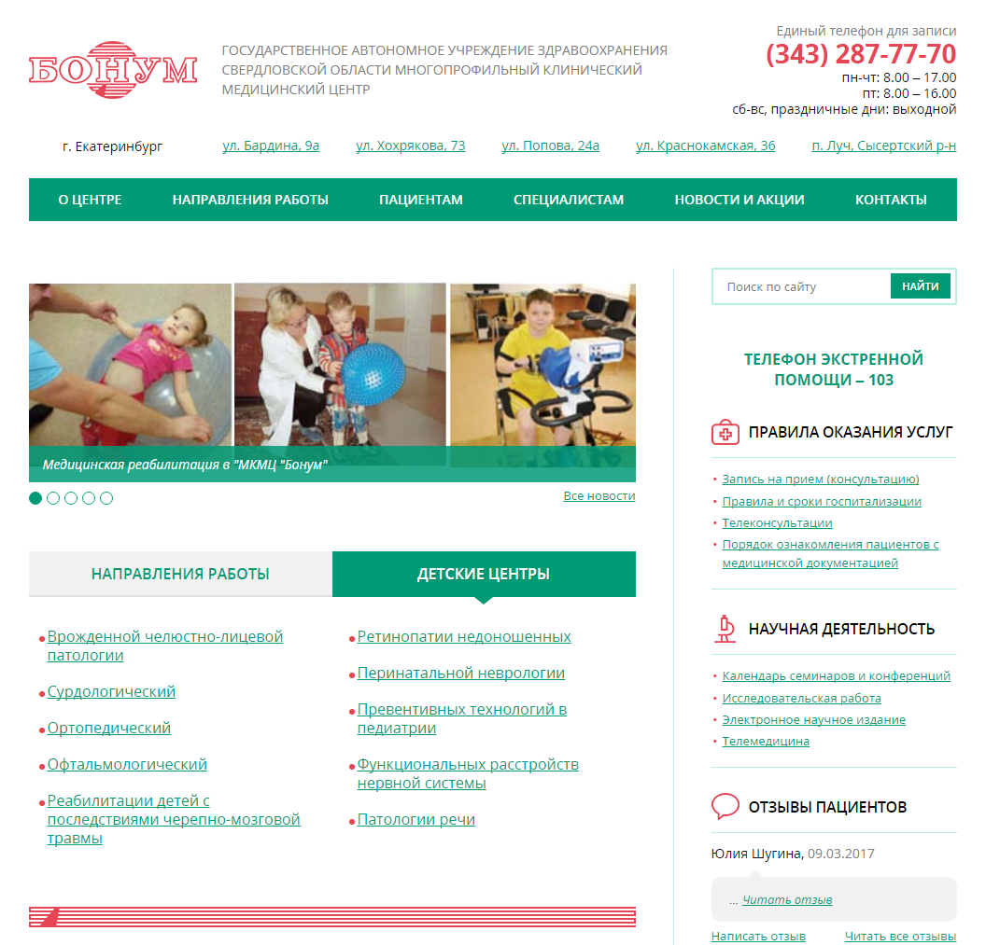 БОНУМ
ГОСУДАРСТВЕННОЕ АВТОНОМНОЕ УЧРЕЖДЕНИЕ ЗДРАВООХРАНЕНИЯ
СВЕРДЛОВСКОЙ ОБЛАСТИ МНОГОПРОФИЛЬНЫЙ КЛИНИЧЕСКИЙ
МЕДИЦИНСКИЙ ЦЕНТР
Единый телефон для записи
(343) 287-77-70
пн-чт: 8.00 – 17.00
пт: 8.00 – 16.00
сб-вс, праздничные дни: выходной
г. Екатеринбург
ул. Бардина, 9а
ул. Хохрякова, 73
ул. Попова, 24а
ул. Краснокамская, 36
п. Луч, Сысертский р-н
О ЦЕНТРЕ
НАПРАВЛЕНИЯ РАБОТЫ
ПАЦИЕНТАМ
СПЕЦИАЛИСТАМ
НОВОСТИ И АКЦИИ
КОНТАКТЫ
Медицинская реабилитация в "МКМЦ "Бонум"
Все новости
НАПРАВЛЕНИЯ РАБОТЫ
ДЕТСКИЕ ЦЕНТРЫ
Врожденной челюстно-лицевой
патологии
Сурдологический
Ортопедический
Офтальмологический
Реабилитации детей с
последствиями черепно-мозговой
травмы
Ретинопатии недоношенных
Перинатальной неврологии
Превентивных технологий в
педиатрии
Функциональных расстройств
нервной системы
Патологии речи
Поиск по сайту
НАЙТИ
ТЕЛЕФОН ЭКСТРЕННОЙ
ПОМОЩИ – 103
ПРАВИЛА ОКАЗАНИЯ УСЛУГ
Запись на прием (консультацию)
Правила и сроки госпитализации
Телеконсультации
Порядок ознакомления пациентов с
медицинской документацией
НАУЧНАЯ ДЕЯТЕЛЬНОСТЬ
Календарь семинаров и конференций
Исследовательская работа
Электронное научное издание
Телемедицина
ОТЗЫВЫ ПАЦИЕНТОВ
Юлия Шугина, 09.03.2017
... Читать отзыв
Написать отзыв
Читать все отзывы